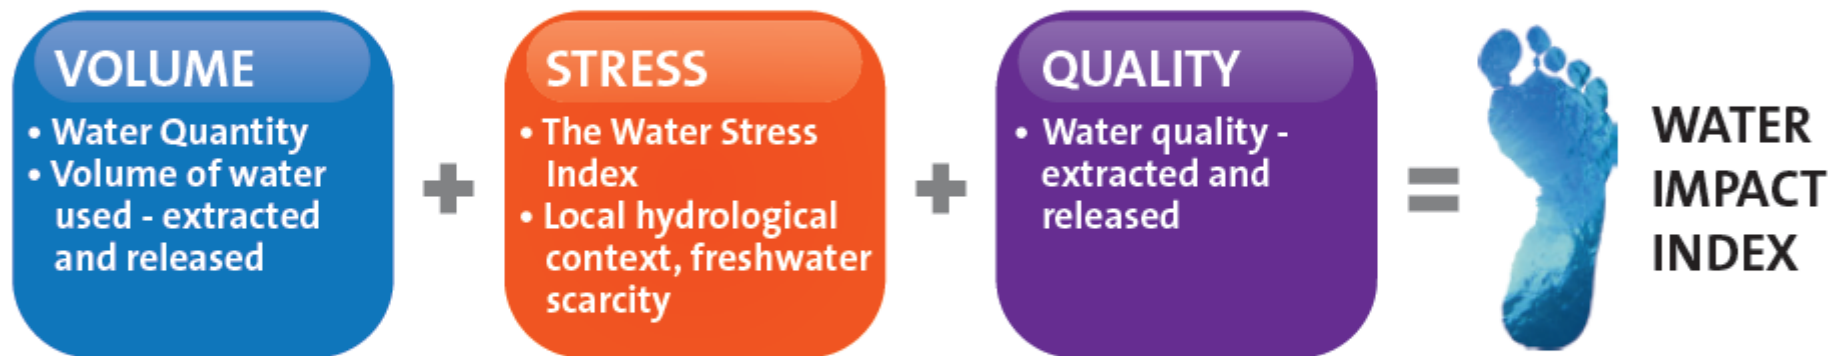 VOLUME
• Water Quantity
• Volume of water
used - extracted
and released
+
STRESS
• The Water Stress
Index
• Local hydrological
context, freshwater
scarcity
+
QUALITY
• Water quality -
extracted and
released
=
WATER
IMPACT
INDEX